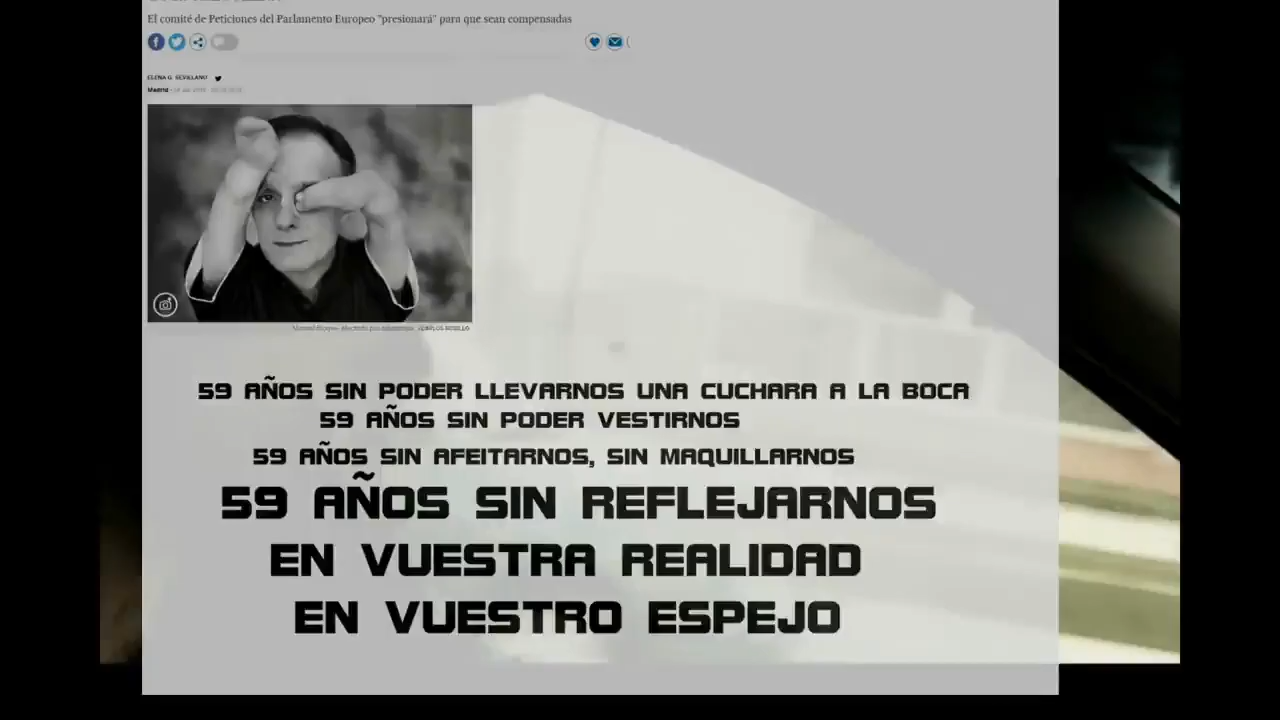 El comité de Peticiones del Parlamento Europeo "presionará" para que sean compensadas
ELENA G. SEVILLANO
Madrid
59 AÑOS SIN PODER LLEVARNOS UNA CUCHARA A LA BOCA
59 AÑOS SIN PODER VESTIRNOS
59 AÑOS SIN AFEITARNOS, SIN MAQUILLARNOS
59 AÑOS SIN REFLEJARNOS
EN VUESTRA REALIDAD
EN VUESTRO ESPEJO